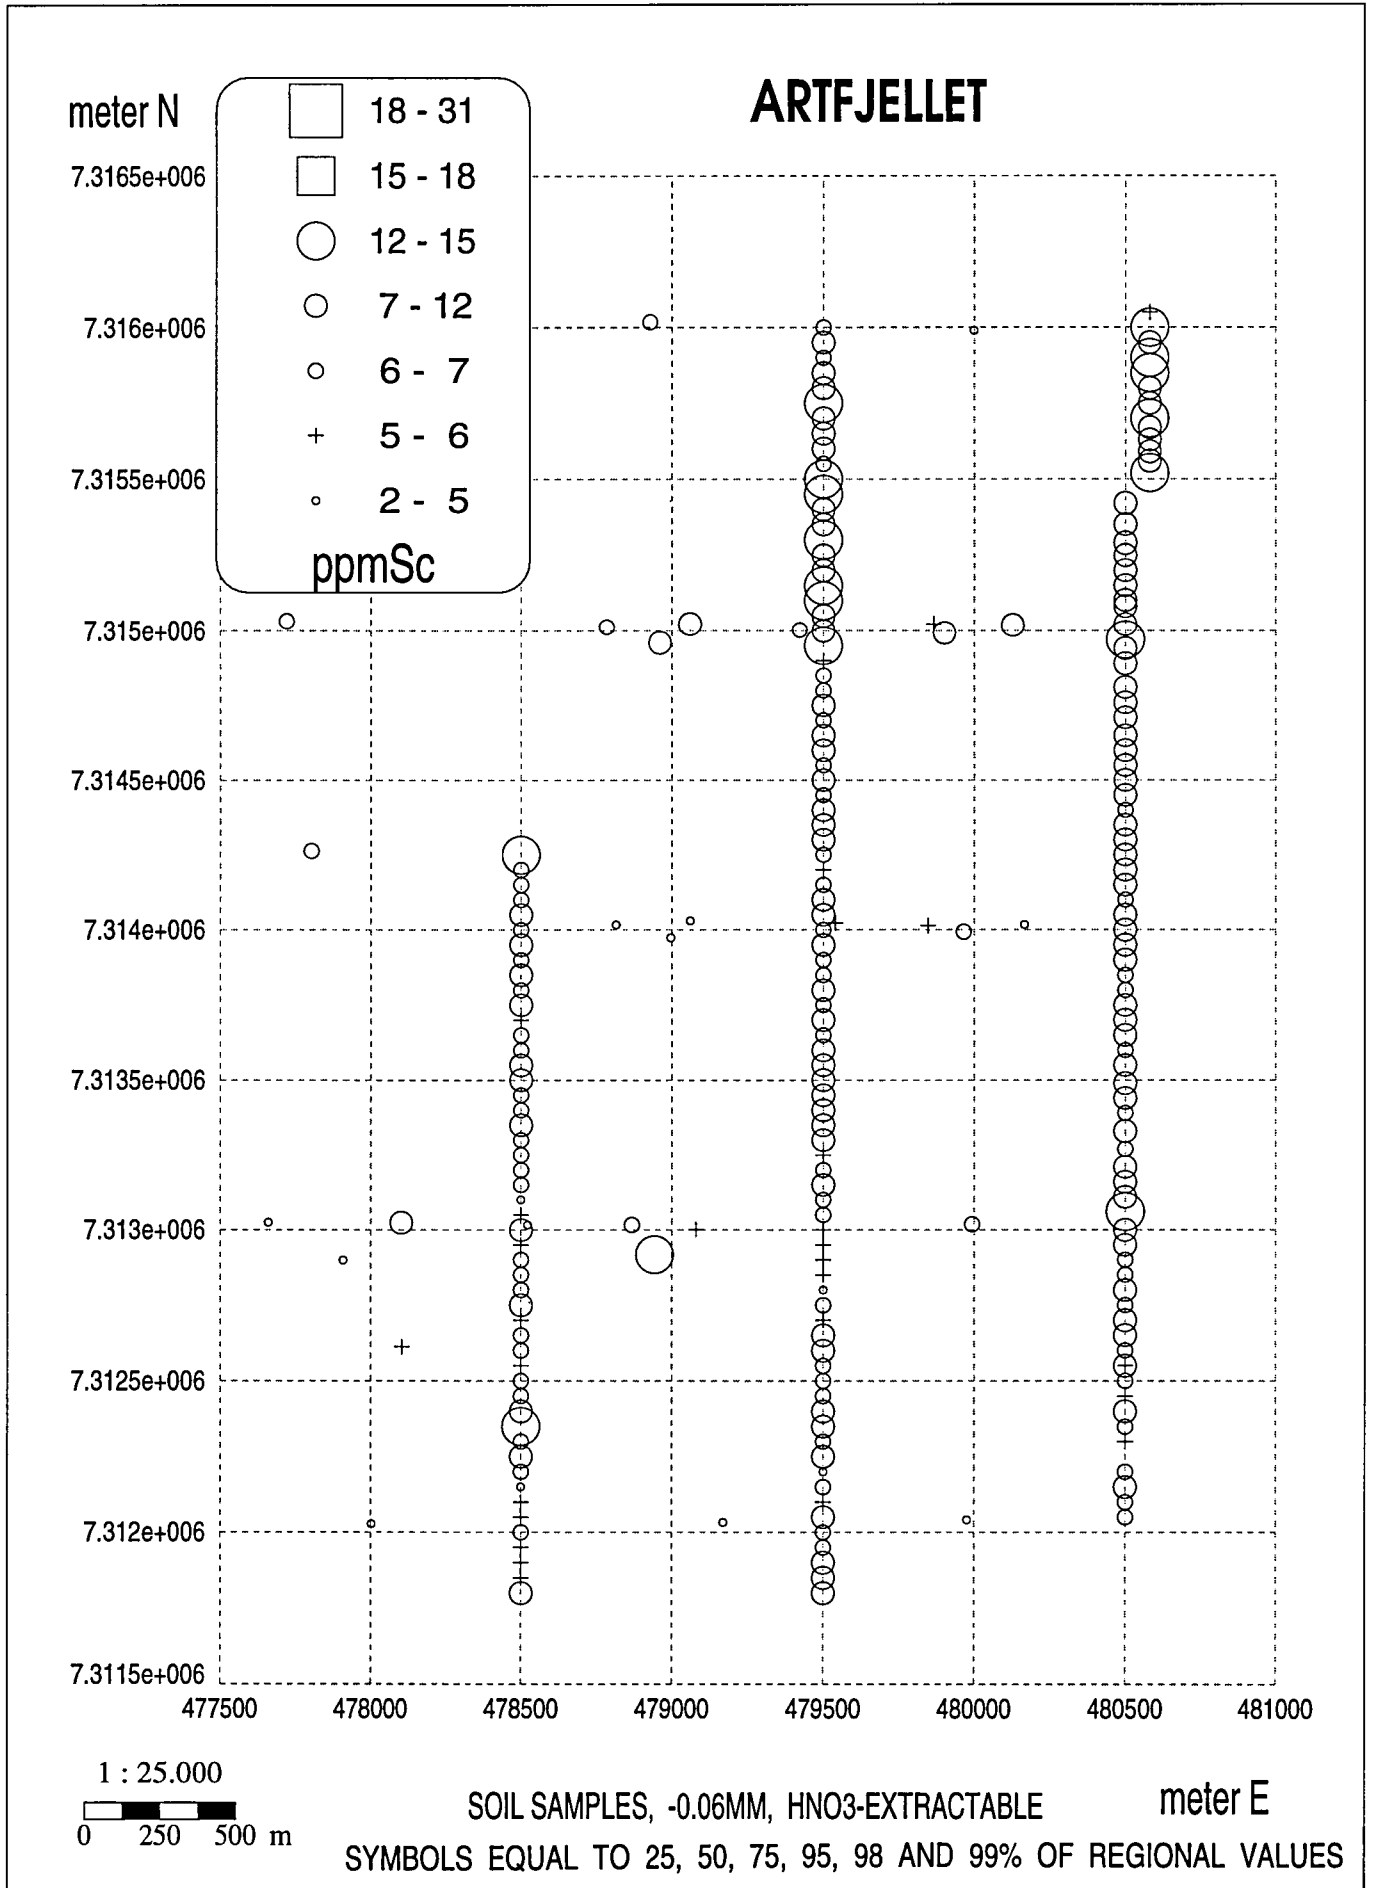 ARTFJELLET
meter N
18 - 31
15 - 18
12 - 15
7 - 12
6 - 7
5 - 6
2 - 5
ppmSc
7.3165e+006
7.316e+006
7.3155e+006
7.315e+006
7.3145e+006
7.314e+006
7.3135e+006
7.313e+006
7.3125e+006
7.312e+006
7.3115e+006
477500 478000 478500 479000 479500 480000 480500 481000
meter E
1 : 25.000
0 250 500 m
SOIL SAMPLES, -0.06MM, HNO3-EXTRACTABLE
SYMBOLS EQUAL TO 25, 50, 75, 95, 98 AND 99% OF REGIONAL VALUES